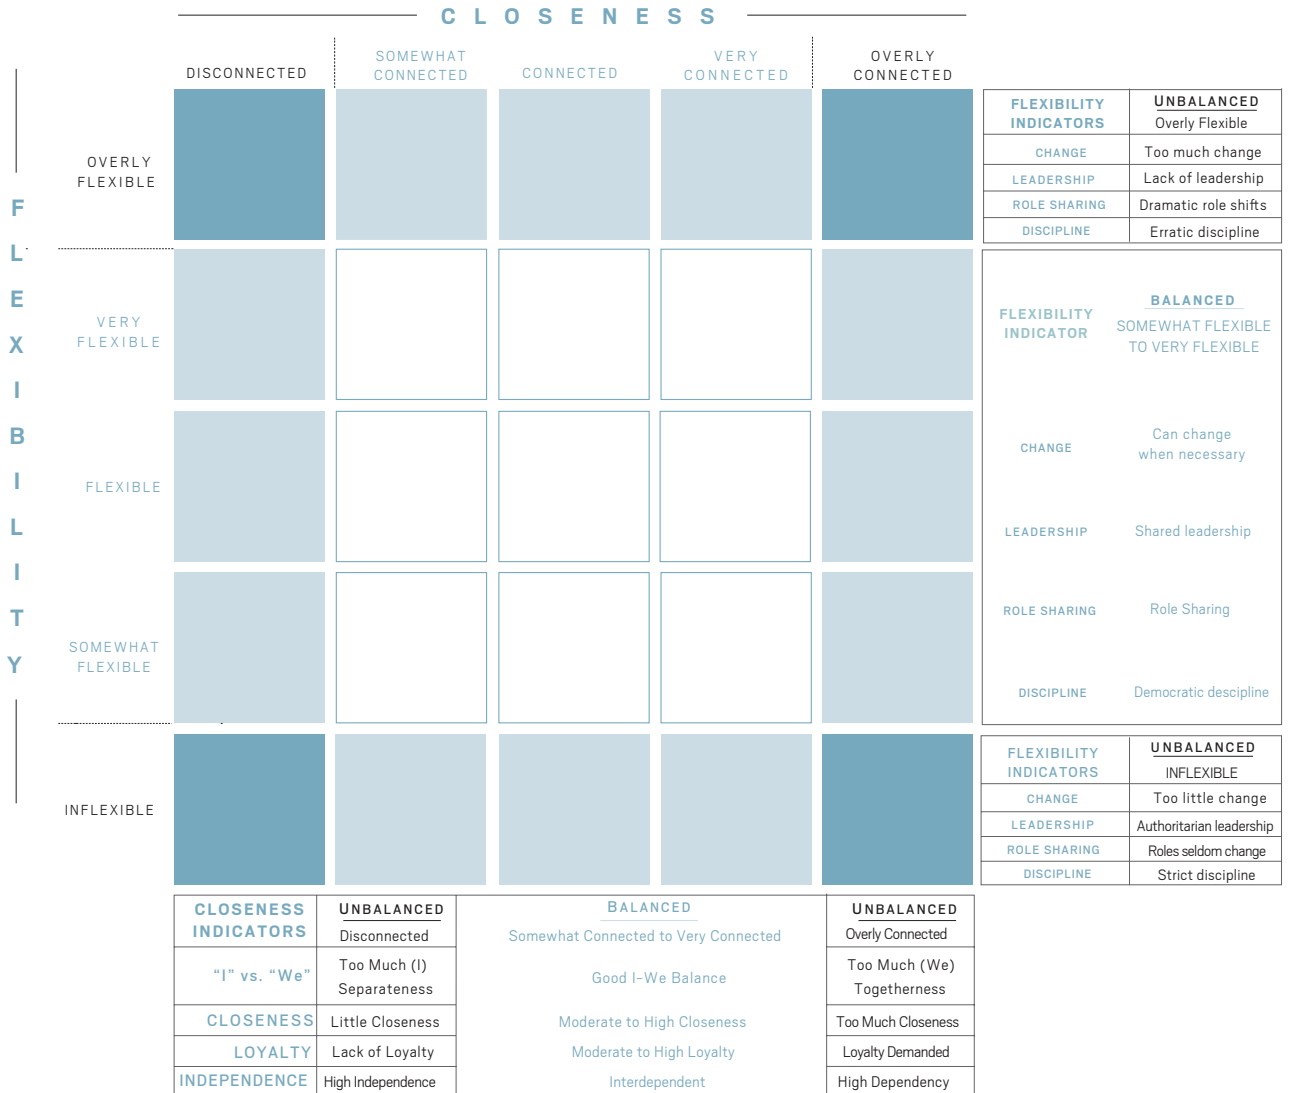 CLOSENESS
DISCONNECTED
SOMEWHAT
CONNECTED
CONNECTED
VERY
CONNECTED
OVERLY
CONNECTED
FLEXIBILITY
OVERLY
FLEXIBLE
VERY
FLEXIBLE
FLEXIBLE
SOMEWHAT
FLEXIBLE
INFLEXIBLE
FLEXIBILITY
INDICATORS
UNBALANCED
Overly Flexible
CHANGE
Too much change
LEADERSHIP
Lack of leadership
ROLE SHARING
Dramatic role shifts
DISCIPLINE
Erratic discipline
FLEXIBILITY
INDICATOR
BALANCED
SOMEWHAT FLEXIBLE
TO VERY FLEXIBLE
CHANGE
Can change
when necessary
LEADERSHIP
Shared leadership
ROLE SHARING
Role Sharing
DISCIPLINE
Democratic descipline
FLEXIBILITY
INDICATORS
UNBALANCED
INFLEXIBLE
CHANGE
Too little change
LEADERSHIP
Authoritarian leadership
ROLE SHARING
Roles seldom change
DISCIPLINE
Strict discipline
CLOSENESS
INDICATORS
UNBALANCED
Disconnected
BALANCED
Somewhat Connected to Very Connected
UNBALANCED
Overly Connected
"I" vs. "We"
Too Much (I)
Separateness
Good I-We Balance
Too Much (We)
Togetherness
CLOSENESS
Little Closeness
Moderate to High Closeness
Too Much Closeness
LOYALTY
Lack of Loyalty
Moderate to High Loyalty
Loyalty Demanded
INDEPENDENCE
High Independence
Interdependent
High Dependency